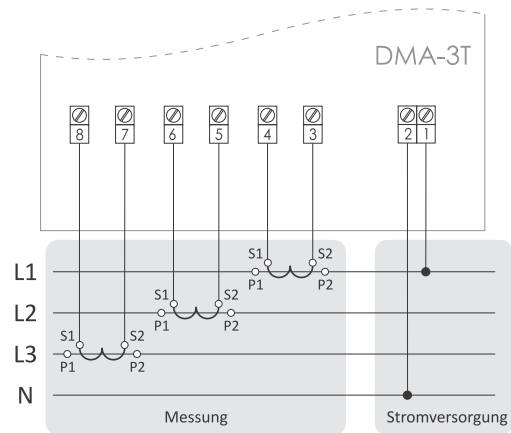 DMA-3T
8 7 6 5 4 3 2 1
S1 S2
L1
P1 P2
S1 S2
L2
P1 P2
S1 S2
L3
P1 P2
N
Messung Stromversorgung